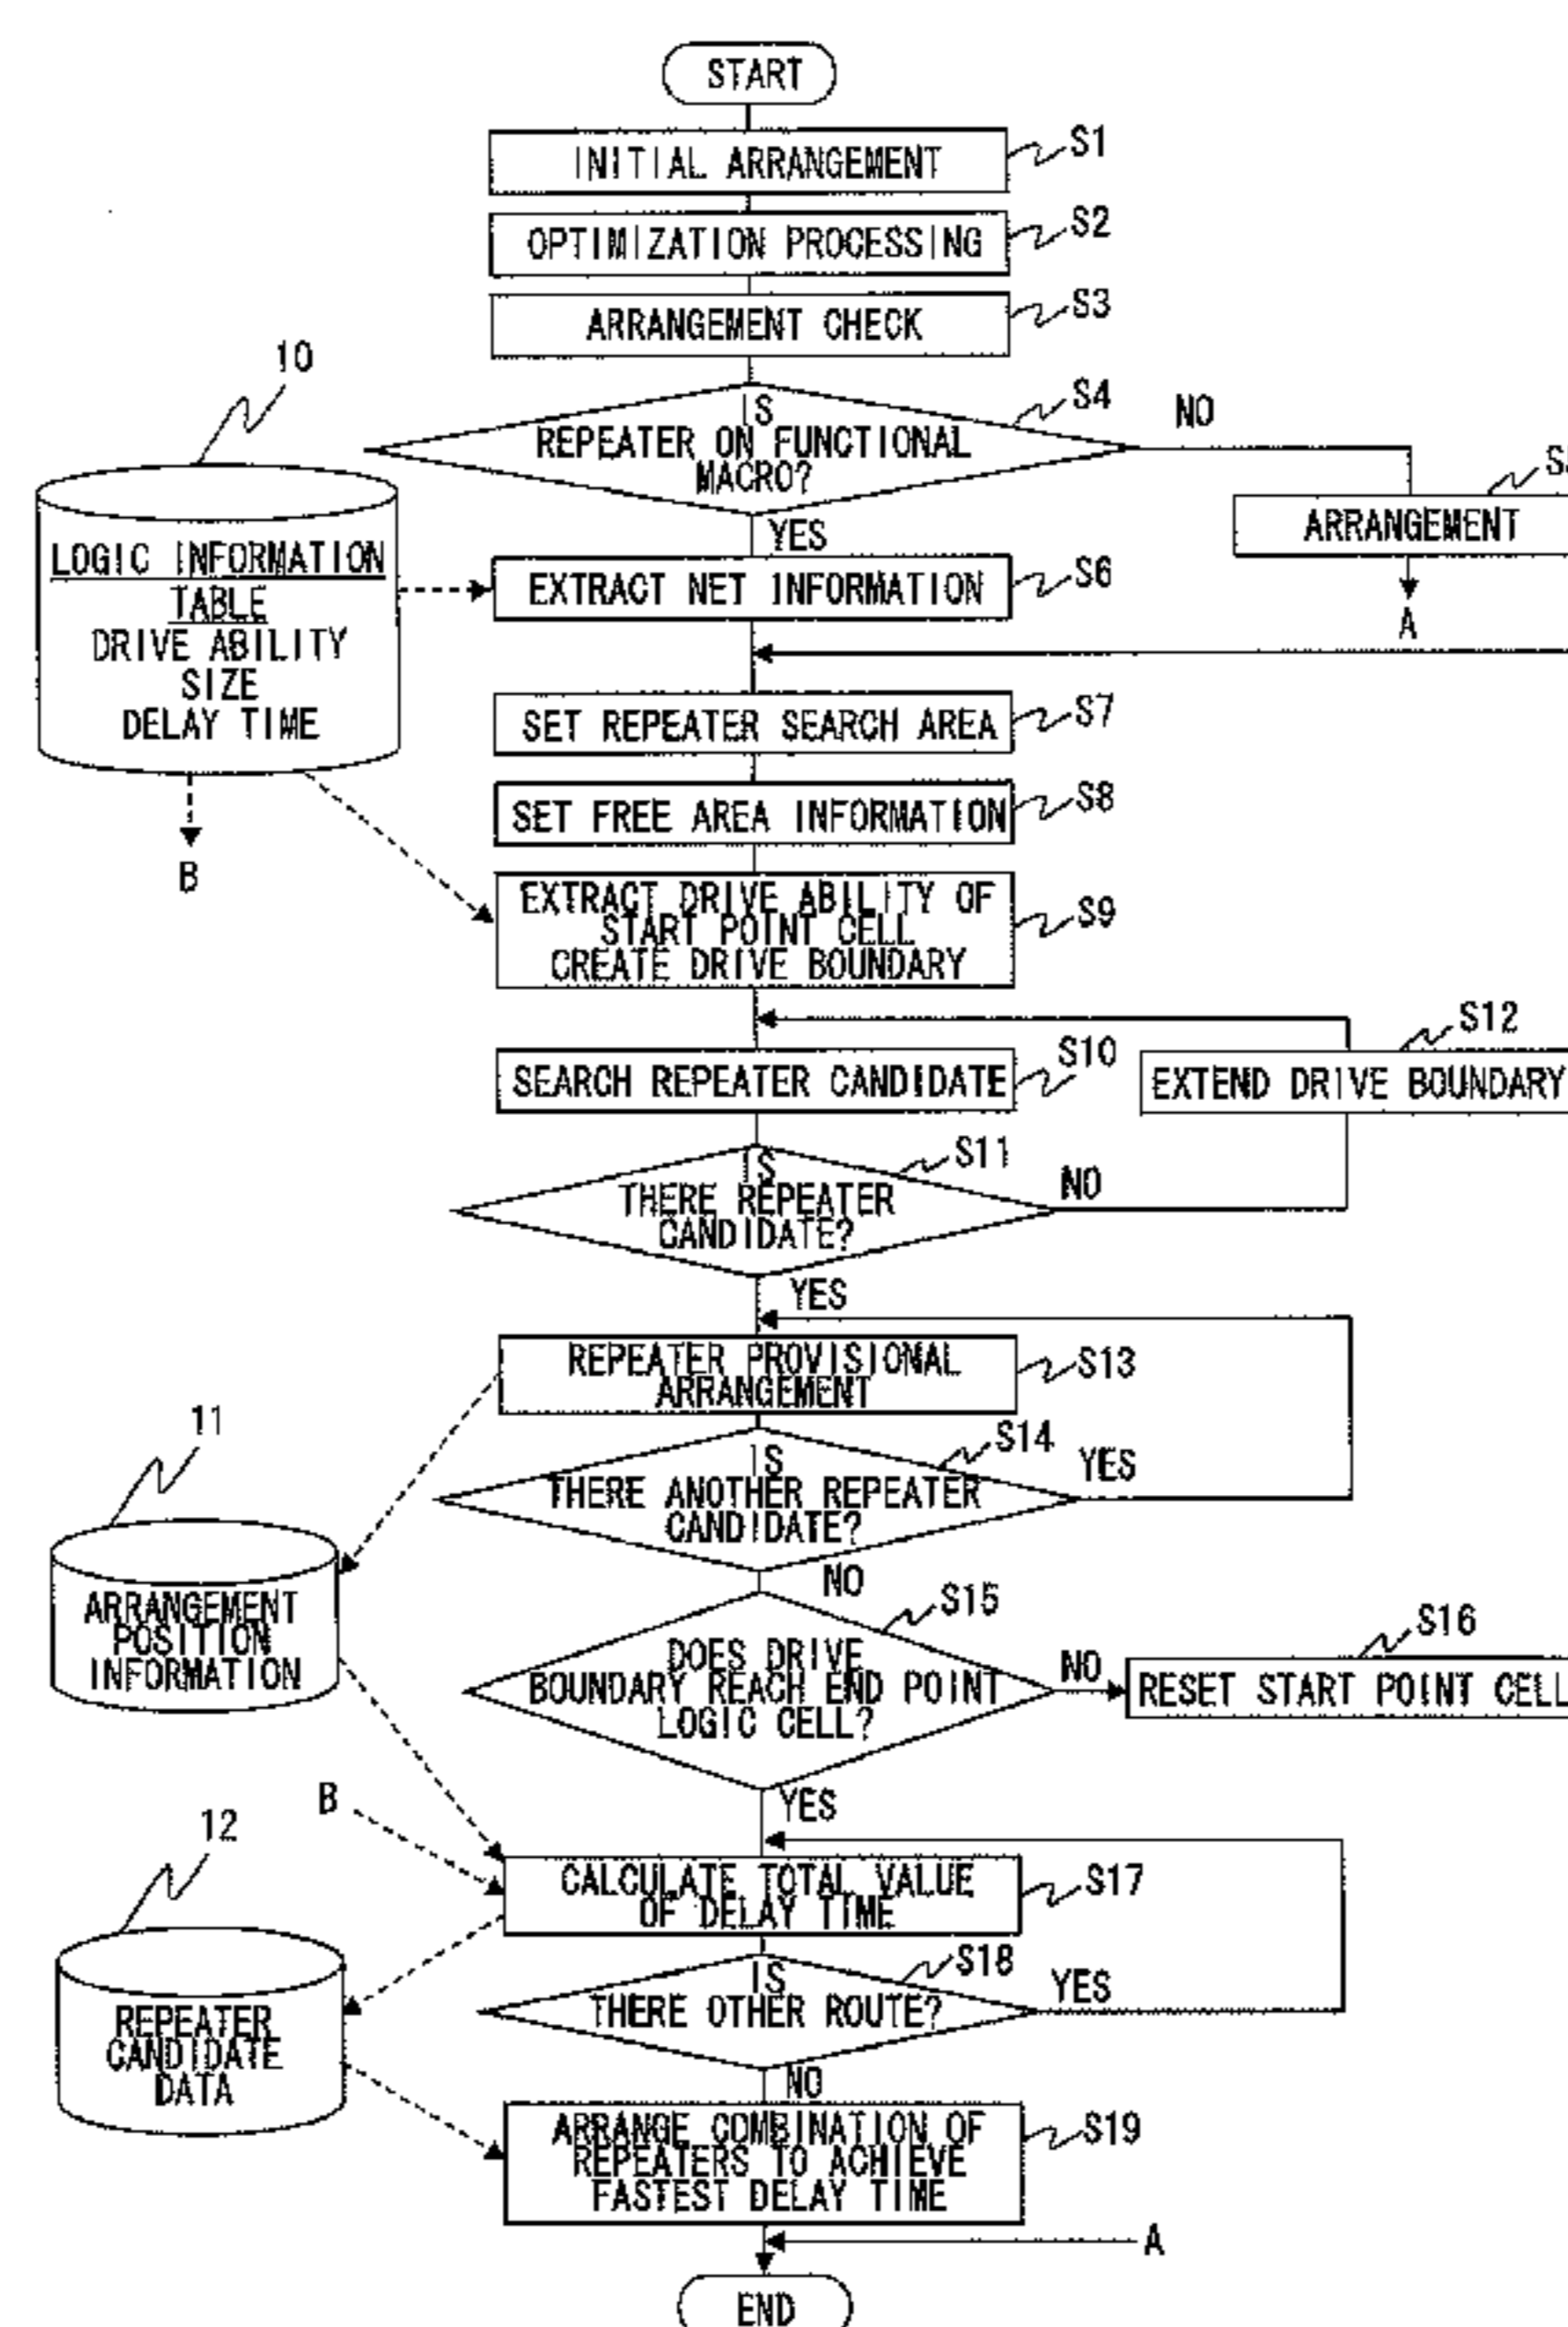 START
INITIAL ARRANGEMENT
S1
OPTIMIZATION PROCESSING
S2
ARRANGEMENT CHECK
S3
10
IS
REPEATER ON FUNCTIONAL
MACRO?
S4
NO
YES
ARRANGEMENT
A
LOGIC INFORMATION
TABLE
DRIVE ABILITY
SIZE
DELAY TIME
B
EXTRACT NET INFORMATION
S6
SET REPEATER SEARCH AREA
S7
SET FREE AREA INFORMATION
S8
EXTRACT DRIVE ABILITY OF
START POINT CELL
CREATE DRIVE BOUNDARY
S9
SEARCH REPEATER CANDIDATE
S10
S12
EXTEND DRIVE BOUNDARY
IS
THERE REPEATER
CANDIDATE?
S11
NO
YES
REPEATER PROVISIONAL
ARRANGEMENT
S13
11
IS
THERE ANOTHER REPEATER
CANDIDATE?
S14
YES
NO
ARRANGEMENT
POSITION
INFORMATION
DOES DRIVE
BOUNDARY REACH END POINT
LOGIC CELL?
S15
NO
S16
RESET START POINT CELL
YES
B
12
CALCULATE TOTAL VALUE
OF DELAY TIME
S17
IS
THERE OTHER ROUTE?
S18
YES
NO
REPEATER
CANDIDATE
DATA
ARRANGE COMBINATION OF
REPEATERS TO ACHIEVE
FASTEST DELAY TIME
S19
A
END